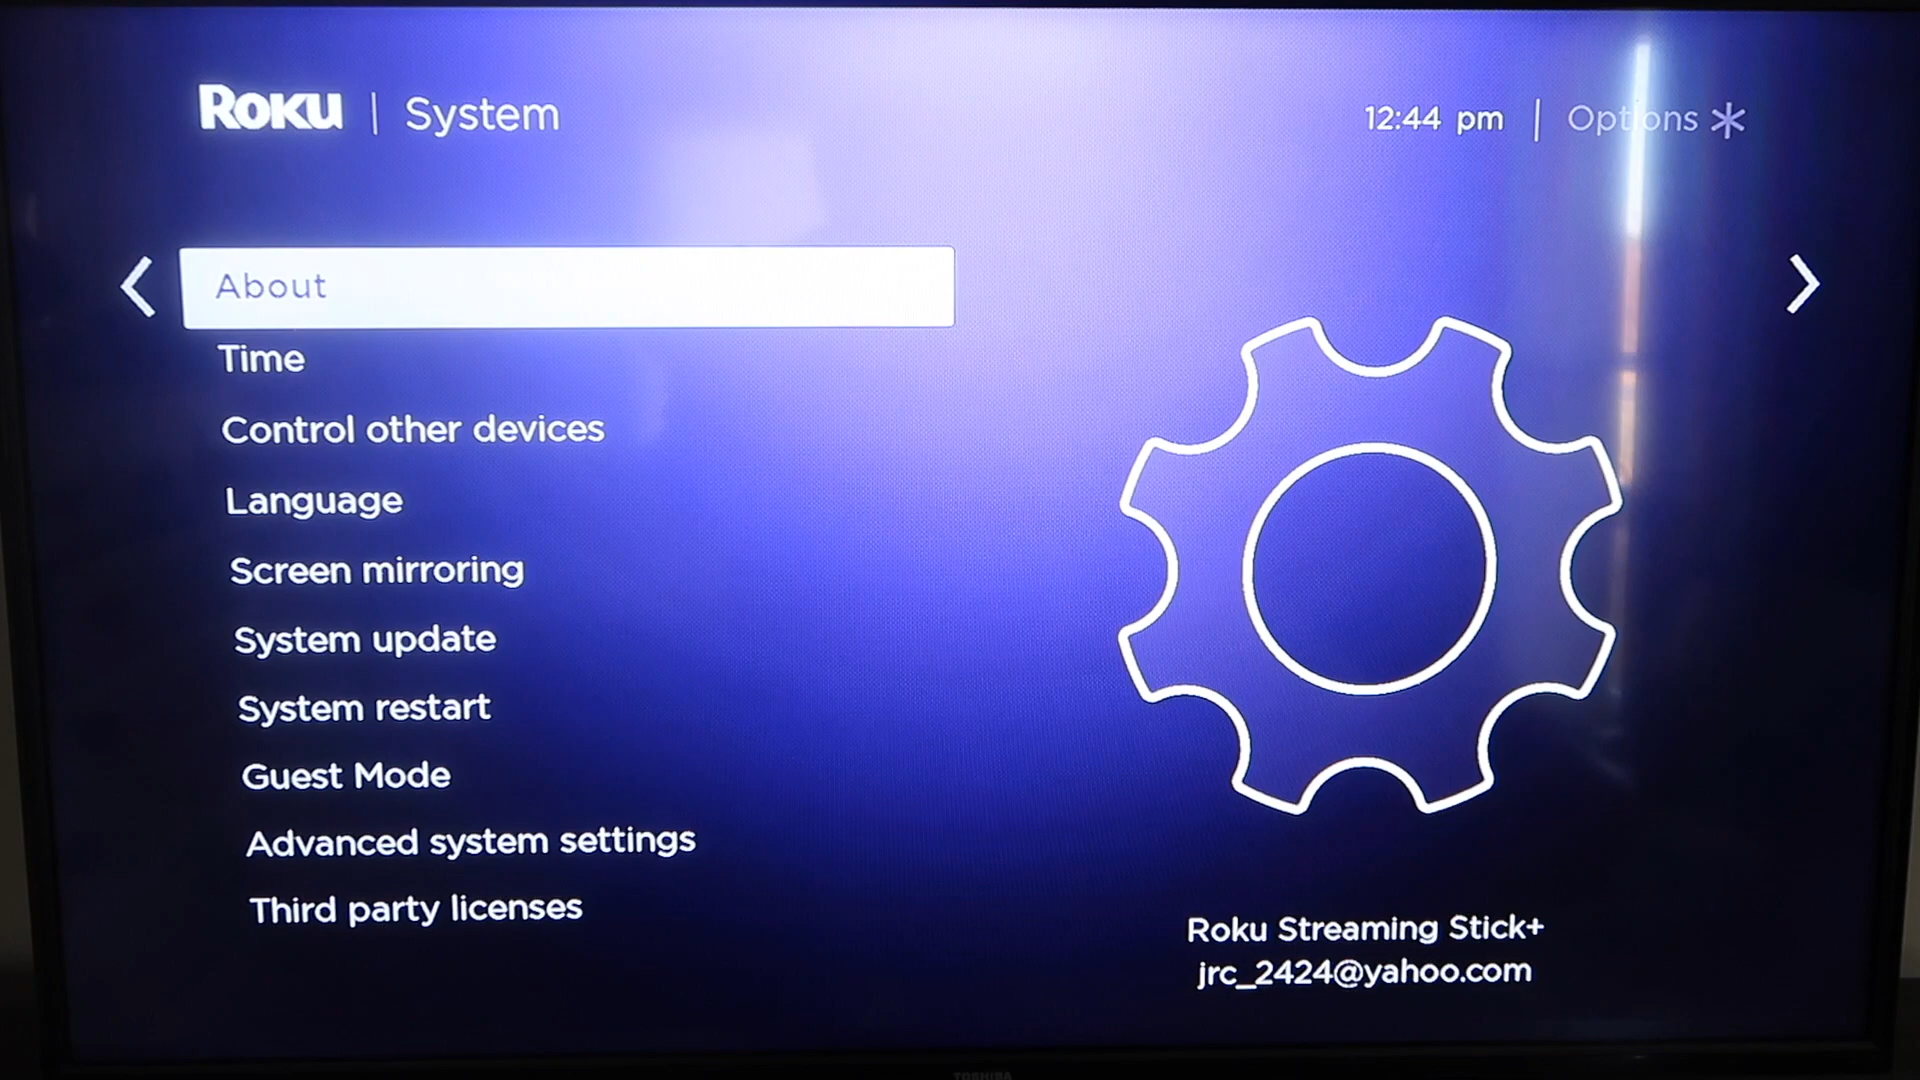 Roku | System
12:44 pm | Options *
About
Time
Control other devices
Language
Screen mirroring
System update
System restart
Guest Mode
Advanced system settings
Third party licenses
Roku Streaming Stick+
jrc_2424@yahoo.com
TOSHIBA